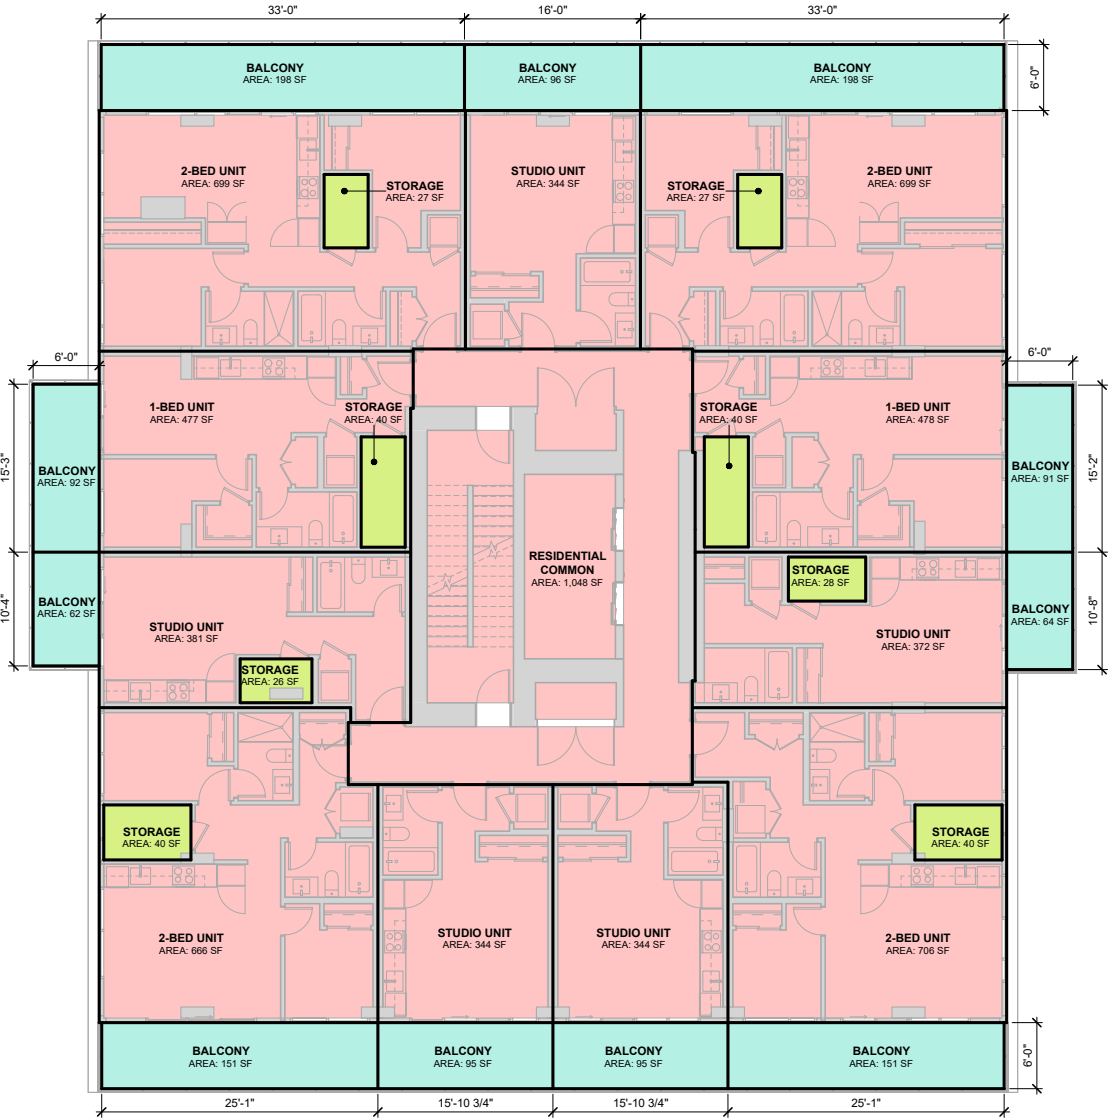 33'-0" 16'-0" 33'-0"
BALCONY
AREA: 198 SF
BALCONY
AREA: 96 SF
BALCONY
AREA: 198 SF
6'-0"
2-BED UNIT
AREA: 699 SF
STORAGE
AREA: 27 SF
STUDIO UNIT
AREA: 344 SF
STORAGE
AREA: 27 SF
2-BED UNIT
AREA: 699 SF
6'-0"
6'-0"
1-BED UNIT
AREA: 477 SF
STORAGE
AREA: 40 SF
STORAGE
AREA: 40 SF
1-BED UNIT
AREA: 478 SF
15'-3"
BALCONY
AREA: 92 SF
BALCONY
AREA: 91 SF
15'-2"
RESIDENTIAL
COMMON
AREA: 1,048 SF
STORAGE
AREA: 28 SF
10'-4"
BALCONY
AREA: 62 SF
STUDIO UNIT
AREA: 381 SF
STUDIO UNIT
AREA: 372 SF
BALCONY
AREA: 64 SF
10'-8"
STORAGE
AREA: 26 SF
STORAGE
AREA: 40 SF
STORAGE
AREA: 40 SF
2-BED UNIT
AREA: 666 SF
STUDIO UNIT
AREA: 344 SF
STUDIO UNIT
AREA: 344 SF
2-BED UNIT
AREA: 706 SF
BALCONY
AREA: 151 SF
BALCONY
AREA: 95 SF
BALCONY
AREA: 95 SF
BALCONY
AREA: 151 SF
6'-0"
25'-1" 15'-10 3/4" 15'-10 3/4" 25'-1"